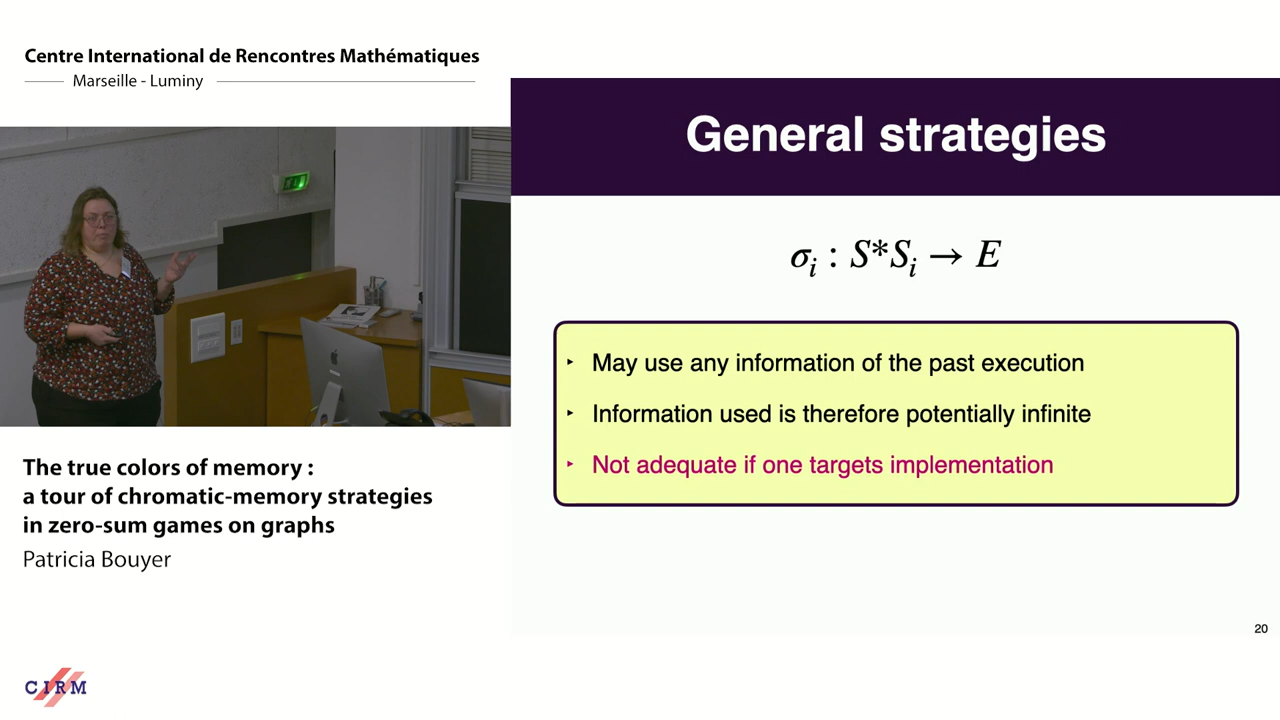 Centre International de Rencontres Mathématiques
Marseille - Luminy
General strategies
σᵢ : S*Sᵢ → E
‣ May use any information of the past execution
‣ Information used is therefore potentially infinite
‣ Not adequate if one targets implementation
The true colors of memory :
a tour of chromatic-memory strategies
in zero-sum games on graphs
Patricia Bouyer
20
CIRM